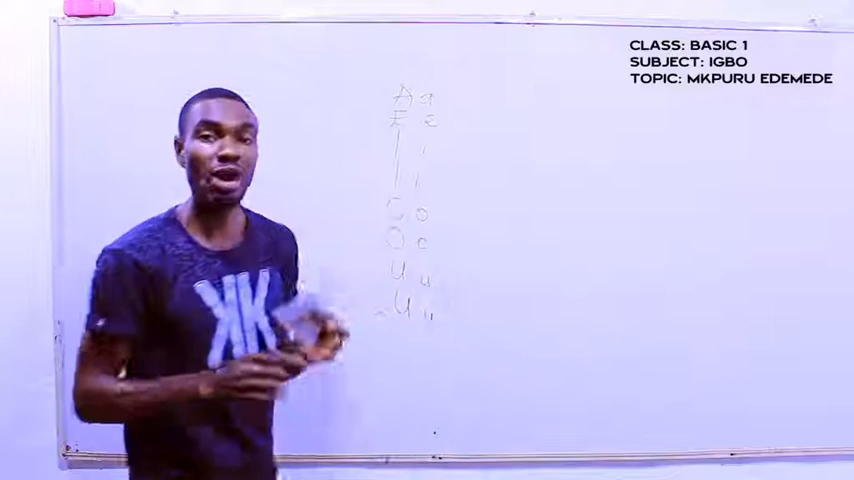 CLASS: BASIC 1
SUBJECT: IGBO
TOPIC: MKPURU EDEMEDE
A a
E e
I i
I i
O o
O o
U u
U u